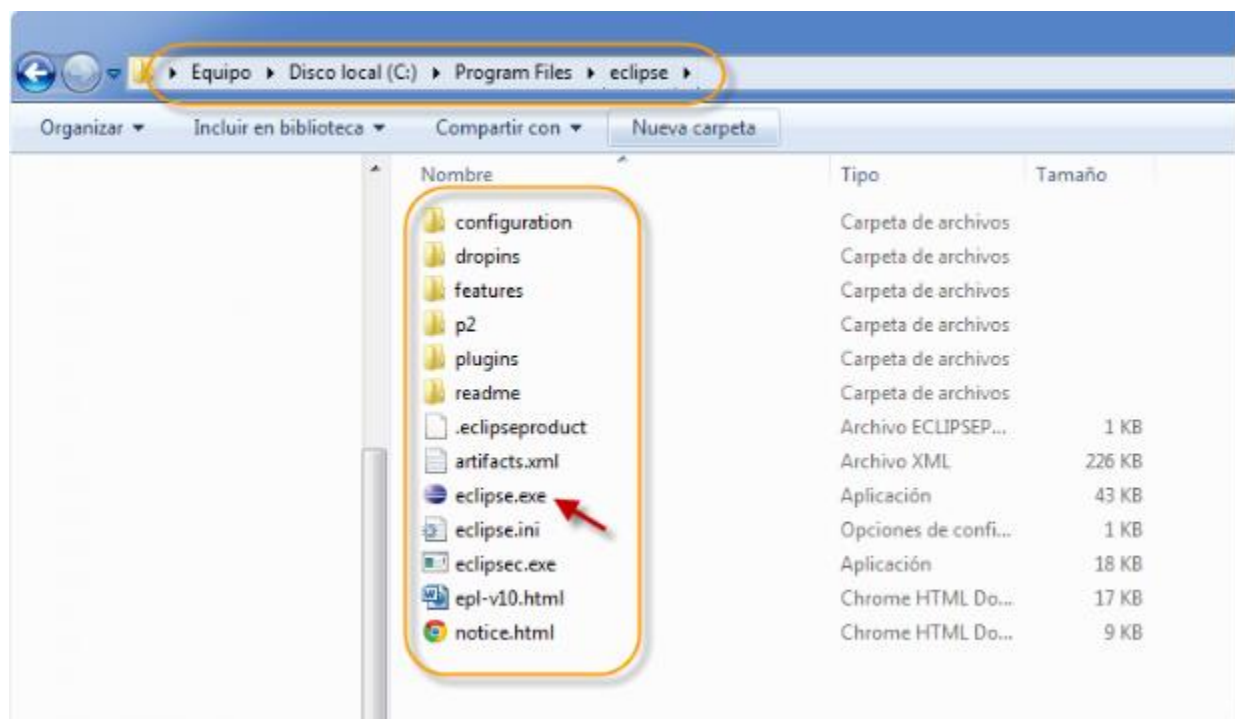 Equipo Disco local (C:) Program Files eclipse
Organizar Incluir en biblioteca Compartir con Nueva carpeta
Nombre Tipo Tamaño
configuration Carpeta de archivos
dropins Carpeta de archivos
features Carpeta de archivos
p2 Carpeta de archivos
plugins Carpeta de archivos
readme Carpeta de archivos
.eclipseproduct Archivo ECLIPSEP... 1 KB
artifacts.xml Archivo XML 226 KB
eclipse.exe Aplicación 43 KB
eclipse.ini Opciones de confi... 1 KB
eclipsec.exe Aplicación 18 KB
epl-v10.html Chrome HTML Do... 17 KB
notice.html Chrome HTML Do... 9 KB